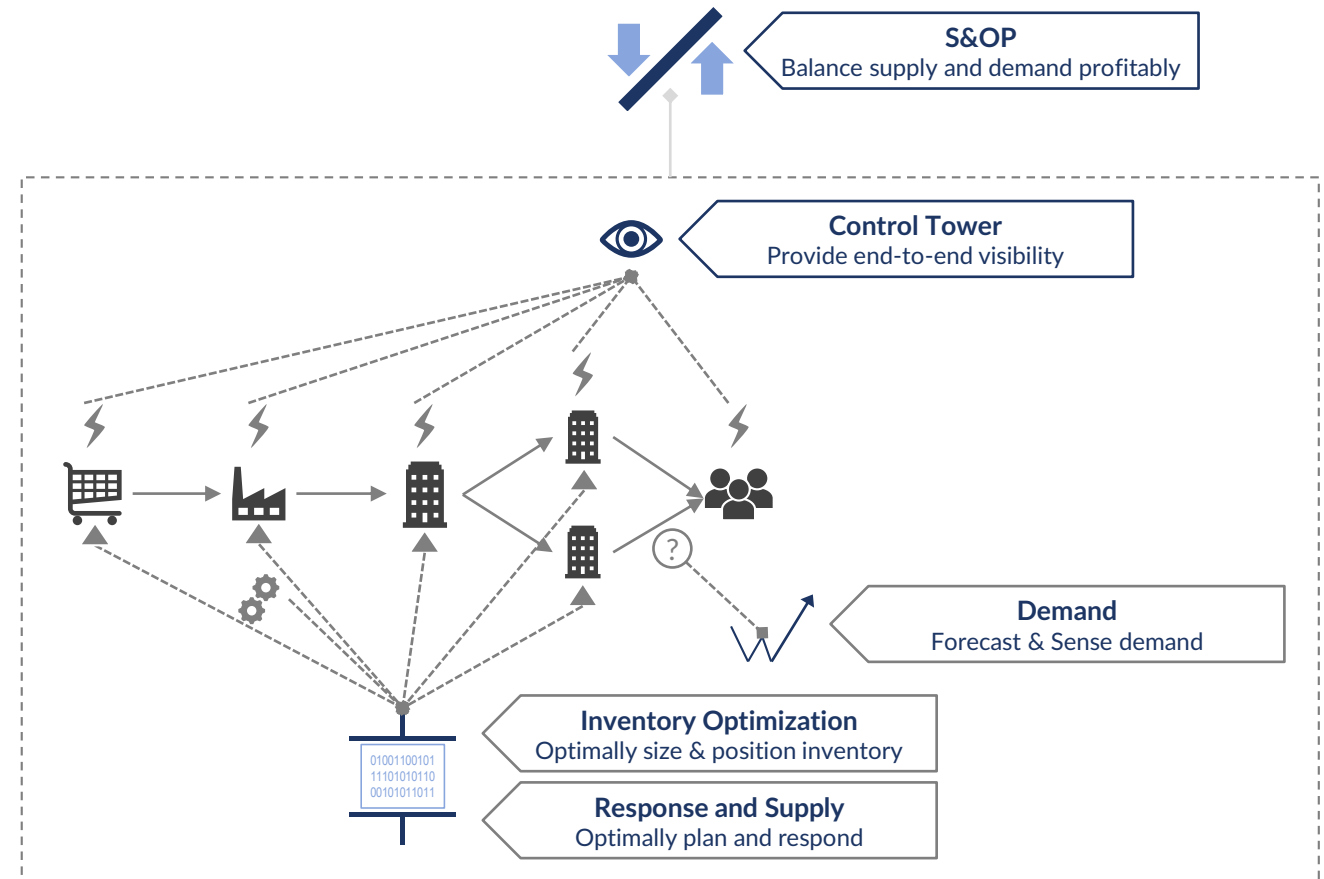 S&OP
Balance supply and demand profitably
Control Tower
Provide end-to-end visibility
?
Demand
Forecast & Sense demand
Inventory Optimization
Optimally size & position inventory
01001100101
11101010110
00101011011
Response and Supply
Optimally plan and respond